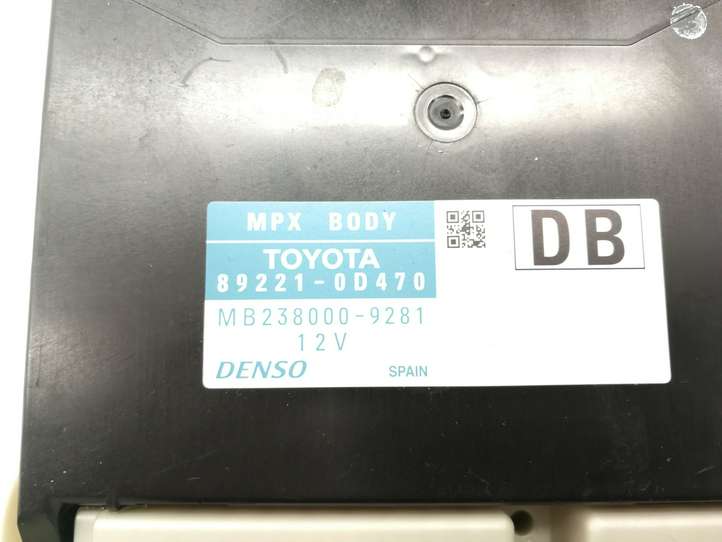 MPX BODY
TOYOTA
89221-0D470
MB238000-9281
12V
DENSO
SPAIN
DB